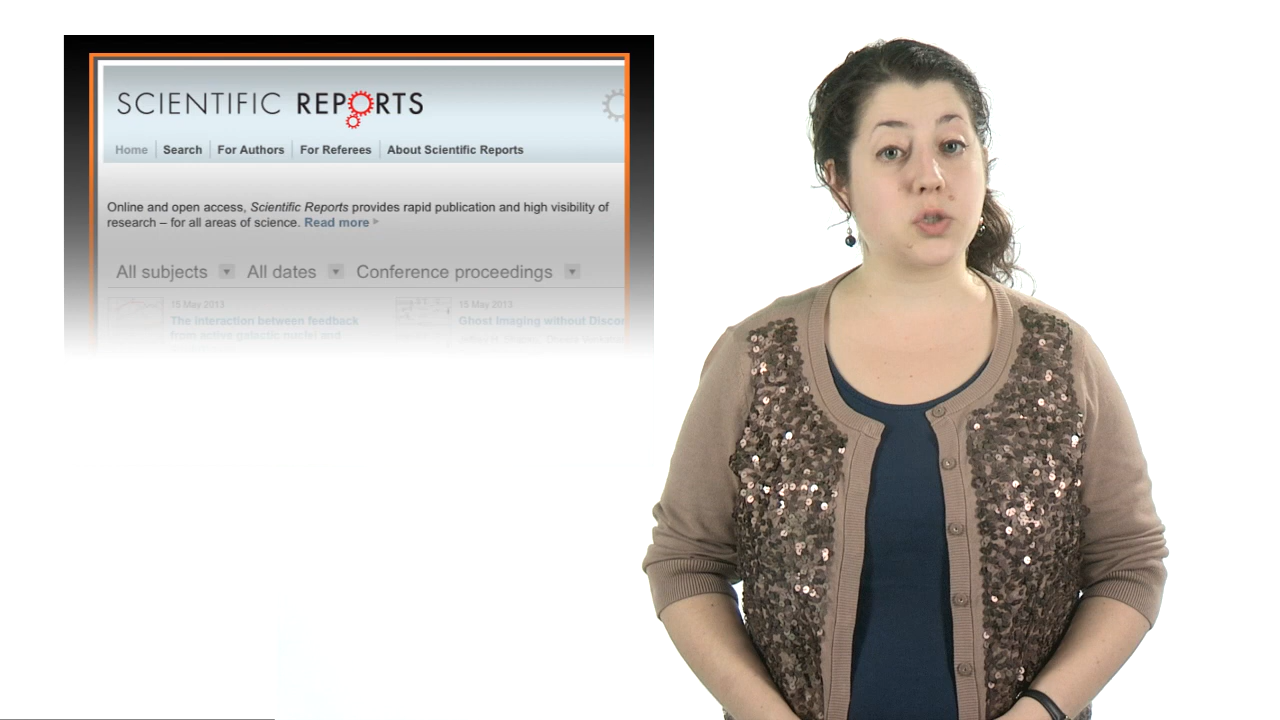 SCIENTIFIC REPORTS
Home Search For Authors For Referees About Scientific Reports
Online and open access, Scientific Reports provides rapid publication and high visibility of
research – for all areas of science. Read more
All subjects All dates Conference proceedings
15 May 2013 15 May 2013
The interaction between feedback Ghost Imaging without Discor
from active galactic nuclei and